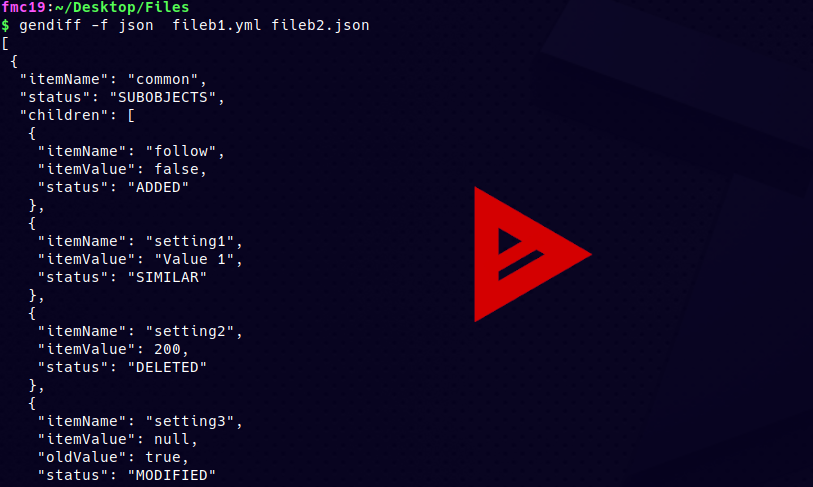 fmc19:~/Desktop/Files
$ gendiff -f json  fileb1.yml fileb2.json
[
 {
  "itemName": "common",
  "status": "SUBOBJECTS",
  "children": [
   {
    "itemName": "follow",
    "itemValue": false,
    "status": "ADDED"
   },
   {
    "itemName": "setting1",
    "itemValue": "Value 1",
    "status": "SIMILAR"
   },
   {
    "itemName": "setting2",
    "itemValue": 200,
    "status": "DELETED"
   },
   {
    "itemName": "setting3",
    "itemValue": null,
    "oldValue": true,
    "status": "MODIFIED"